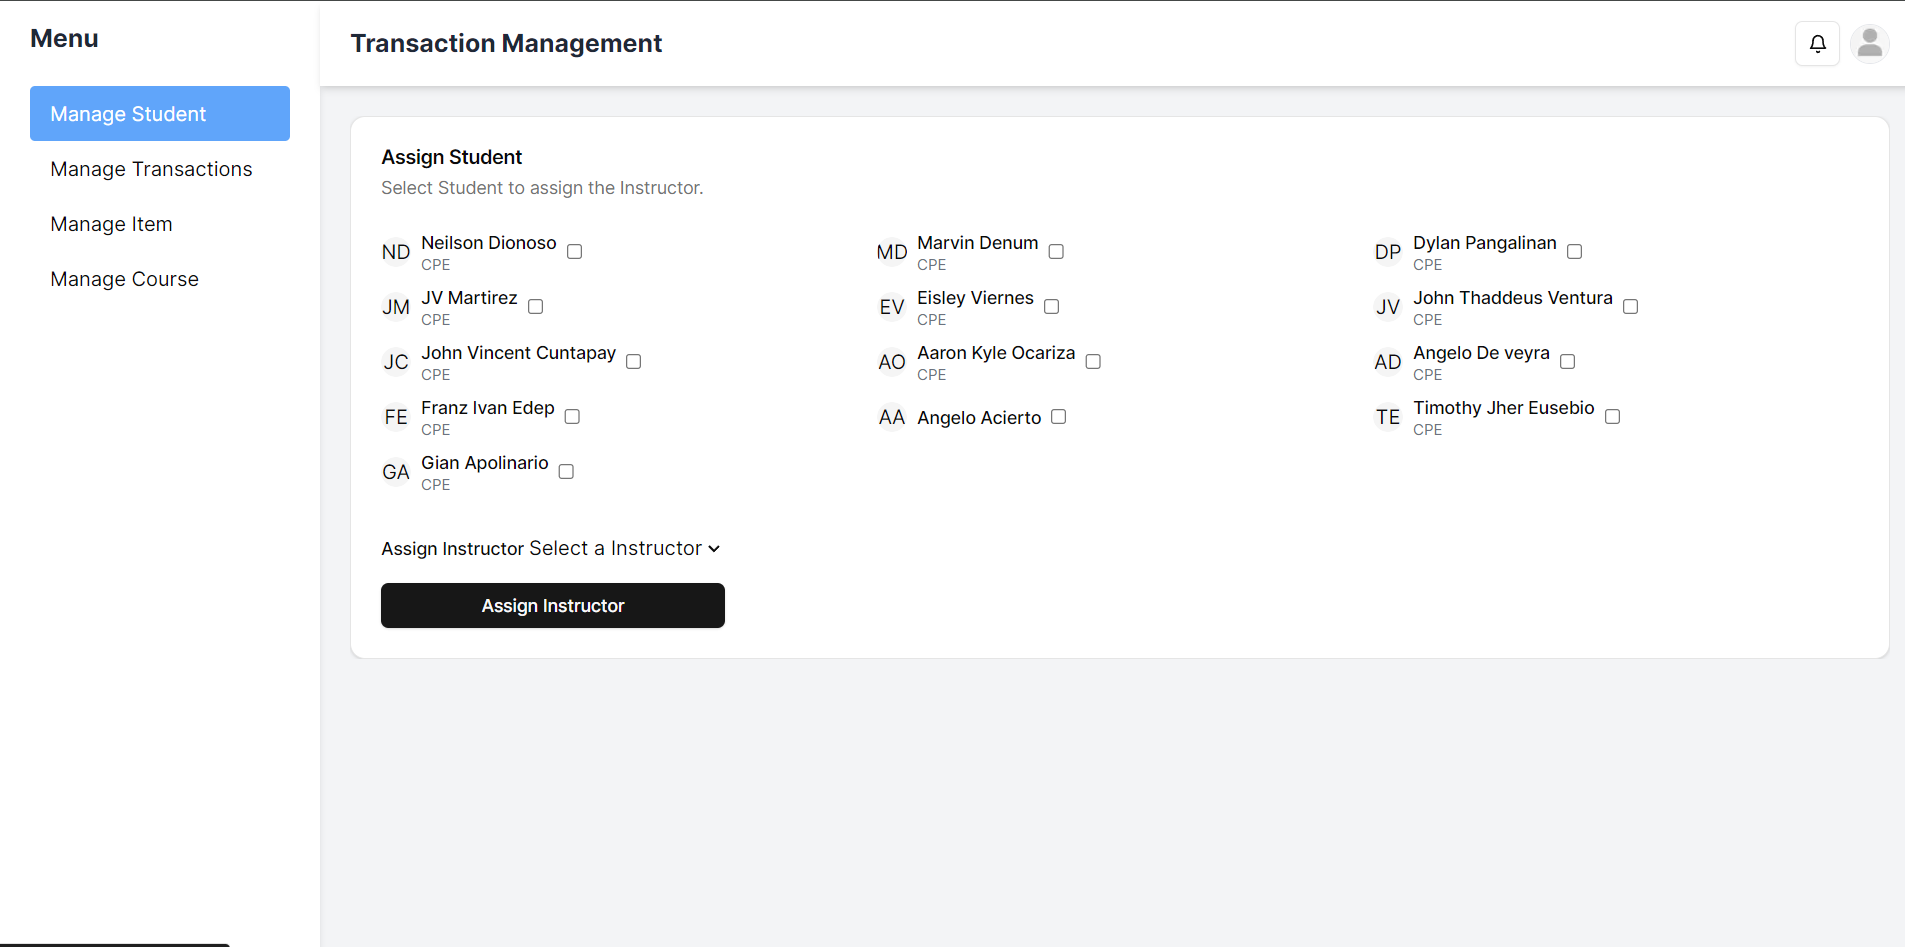 Menu
Manage Student
Manage Transactions
Manage Item
Manage Course
Transaction Management
Assign Student
Select Student to assign the Instructor.
ND Neilson Dionoso
CPE
MD Marvin Denum
CPE
DP Dylan Pangalinan
CPE
JM JV Martirez
CPE
EV Eisley Viernes
CPE
JV John Thaddeus Ventura
CPE
JC John Vincent Cuntapay
CPE
AO Aaron Kyle Ocariza
CPE
AD Angelo De veyra
CPE
FE Franz Ivan Edep
CPE
AA Angelo Acierto
TE Timothy Jher Eusebio
CPE
GA Gian Apolinario
CPE
Assign Instructor Select a Instructor
Assign Instructor